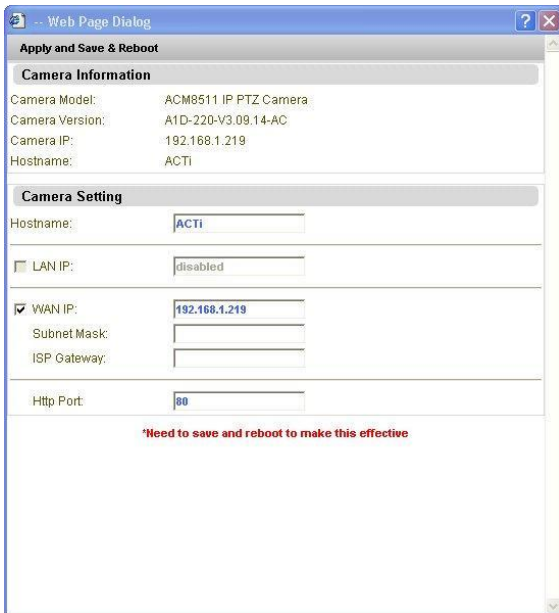 -- Web Page Dialog
Apply and Save & Reboot
Camera Information
Camera Model: ACM8511 IP PTZ Camera
Camera Version: A1D-220-V3.09.14-AC
Camera IP: 192.168.1.219
Hostname: ACTi
Camera Setting
Hostname: ACTi
LAN IP: disabled
WAN IP: 192.168.1.219
Subnet Mask:
ISP Gateway:
Http Port: 80
*Need to save and reboot to make this effective